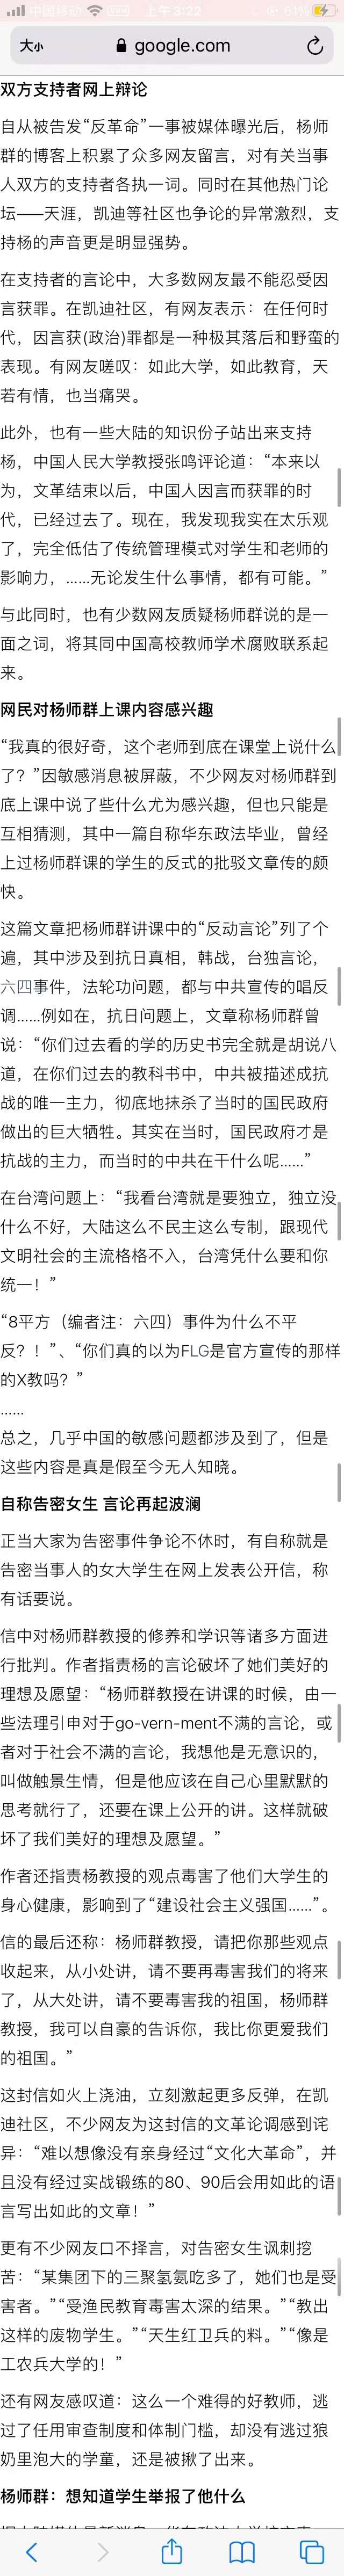 中国移动 VPN 上午3:22 61%
大小 google.com
双方支持者网上辩论
自从被告发“反革命”一事被媒体曝光后，杨师
群的博客上积累了众多网友留言，对有关当事
人双方的支持者各执一词。同时在其他热门论
坛——天涯，凯迪等社区也争论的异常激烈，支
持杨的声音更是明显强势。
在支持者的言论中，大多数网友最不能忍受因
言获罪。在凯迪社区，有网友表示：在任何时
代，因言获(政治)罪都是一种极其落后和野蛮的
表现。有网友嗟叹：如此大学，如此教育，天
若有情，也当痛哭。
此外，也有一些大陆的知识份子站出来支持
杨，中国人民大学教授张鸣评论道：“本来以
为，文革结束以后，中国人因言而获罪的时
代，已经过去了。现在，我发现我实在太乐观
了，完全低估了传统管理模式对学生和老师的
影响力，……无论发生什么事情，都有可能。”
与此同时，也有少数网友质疑杨师群说的是一
面之词，将其同中国高校教师学术腐败联系起
来。
网民对杨师群上课内容感兴趣
“我真的很好奇，这个老师到底在课堂上说什么
了？”因敏感消息被屏蔽，不少网友对杨师群到
底上课中说了些什么尤为感兴趣，但也只能是
互相猜测，其中一篇自称华东政法毕业，曾经
上过杨师群课的学生的反式的批驳文章传的颇
快。
这篇文章把杨师群讲课中的“反动言论”列了个
遍，其中涉及到抗日真相，韩战，台独言论，
六四事件，法轮功问题，都与中共宣传的唱反
调……例如在，抗日问题上，文章称杨师群曾
说：“你们过去看的学的历史书完全就是胡说八
道，在你们过去的教科书中，中共被描述成抗
战的唯一主力，彻底地抹杀了当时的国民政府
做出的巨大牺牲。其实在当时，国民政府才是
抗战的主力，而当时的中共在干什么呢……”
在台湾问题上：“我看台湾就是要独立，独立没
什么不好，大陆这么不民主这么专制，跟现代
文明社会的主流格格不入，台湾凭什么要和你
统一！”
“8平方（编者注：六四）事件为什么不平
反？！”、“你们真的以为FLG是官方宣传的那样
的X教吗？”
……
总之，几乎中国的敏感问题都涉及到了，但是
这些内容是真是假至今无人知晓。
自称告密女生 言论再起波澜
正当大家为告密事件争论不休时，有自称就是
告密当事人的女大学生在网上发表公开信，称
有话要说。
信中对杨师群教授的修养和学识等诸多方面进
行批判。作者指责杨的言论破坏了她们美好的
理想及愿望：“杨师群教授在讲课的时候，由一
些法理引申对于go-vern-ment不满的言论，或
者对于社会不满的言论，我想他是无意识的，
叫做触景生情，但是他应该在自己心里默默的
思考就行了，还要在课上公开的讲。这样就破
坏了我们美好的理想及愿望。”
作者还指责杨教授的观点毒害了他们大学生的
身心健康，影响到了“建设社会主义强国……”。
信的最后还称：杨师群教授，请把你那些观点
收起来，从小处讲，请不要再毒害我们的将来
了，从大处讲，请不要毒害我的祖国，杨师群
教授，我可以自豪的告诉你，我比你更爱我们
的祖国。”
这封信如火上浇油，立刻激起更多反弹，在凯
迪社区，不少网友为这封信的文革论调感到诧
异：“难以想像没有亲身经过“文化大革命”，并
且没有经过实战锻练的80、90后会用如此的语
言写出如此的文章！”
更有不少网友口不择言，对告密女生讽刺挖
苦：“某集团下的三聚氢氨吃多了，她们也是受
害者。”“受渔民教育毒害太深的结果。”“教出
这样的废物学生。”“天生红卫兵的料。”“像是
工农兵大学的！”
还有网友感叹道：这么一个难得的好教师，逃
过了任用审查制度和体制门槛，却没有逃过狼
奶里泡大的学童，还是被揪了出来。
杨师群：想知道学生举报了他什么